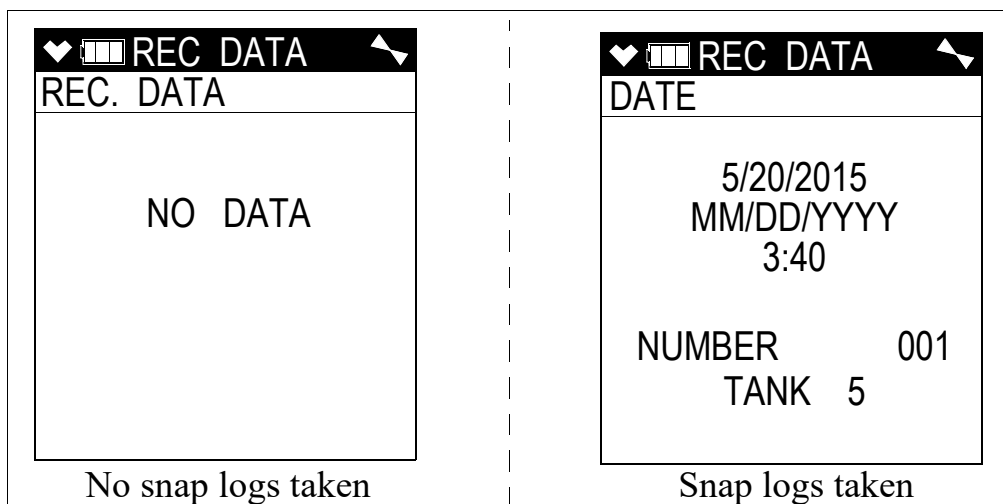 REC DATA
REC. DATA
NO DATA
No snap logs taken
REC DATA
DATE
5/20/2015
MM/DD/YYYY
3:40
NUMBER 001
TANK 5
Snap logs taken